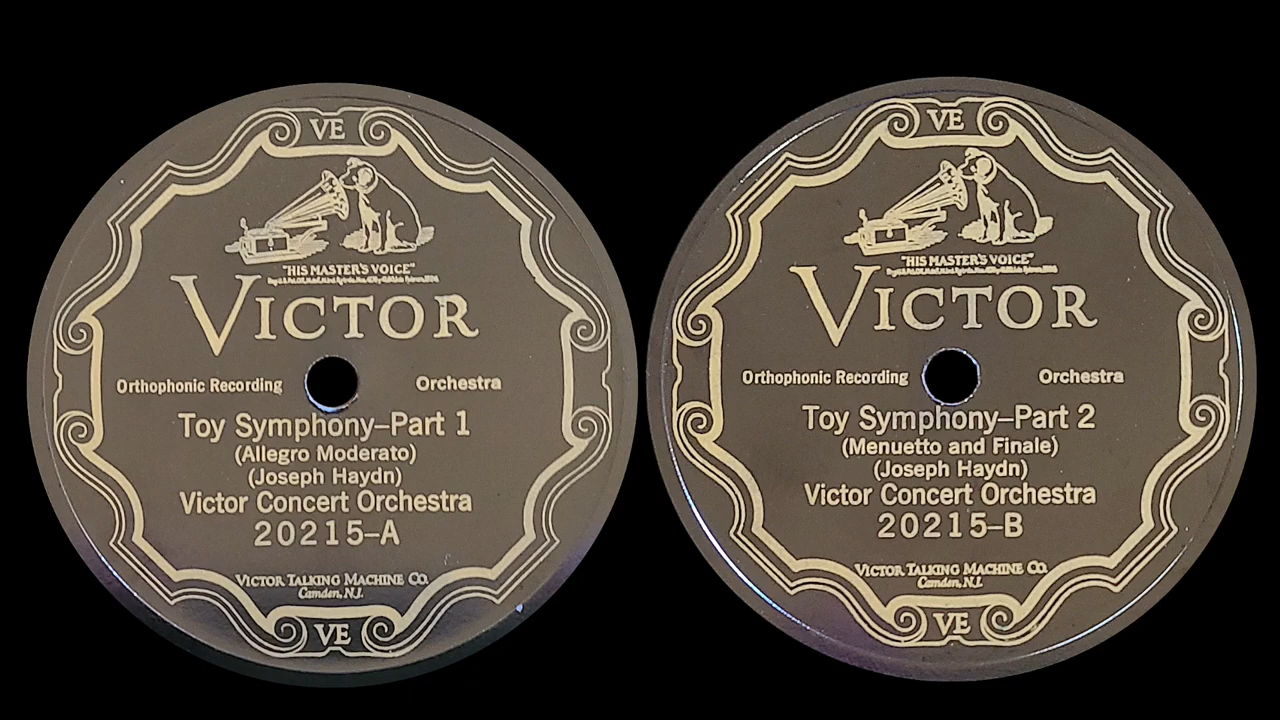 VE
"HIS MASTER'S VOICE"
VICTOR
Orthophonic Recording Orchestra
Toy Symphony–Part 1
(Allegro Moderato)
(Joseph Haydn)
Victor Concert Orchestra
20215–A
VICTOR TALKING MACHINE CO.
Camden, N.J.
VE
VE
"HIS MASTER'S VOICE"
VICTOR
Orthophonic Recording Orchestra
Toy Symphony–Part 2
(Menuetto and Finale)
(Joseph Haydn)
Victor Concert Orchestra
20215–B
VICTOR TALKING MACHINE CO.
Camden, N.J.
VE